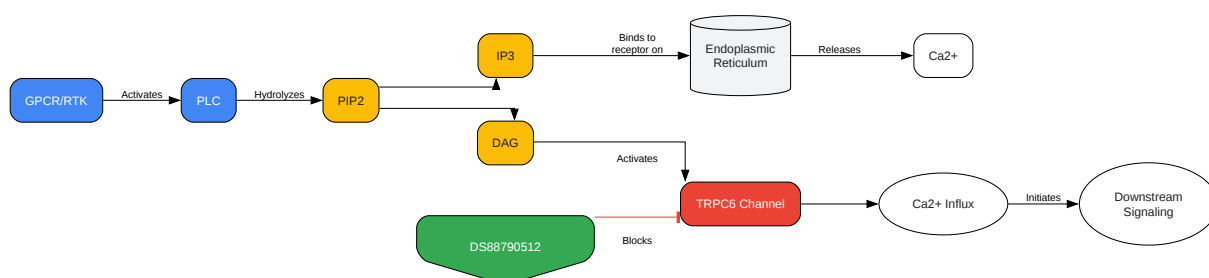 GPCR/RTK
Activates
PLC
Hydrolyzes
PIP2
IP3
Binds to
receptor on
Endoplasmic
Reticulum
Releases
Ca2+
DAG
Activates
TRPC6 Channel
Ca2+ Influx
Initiates
Downstream
Signaling
DS88790512
Blocks